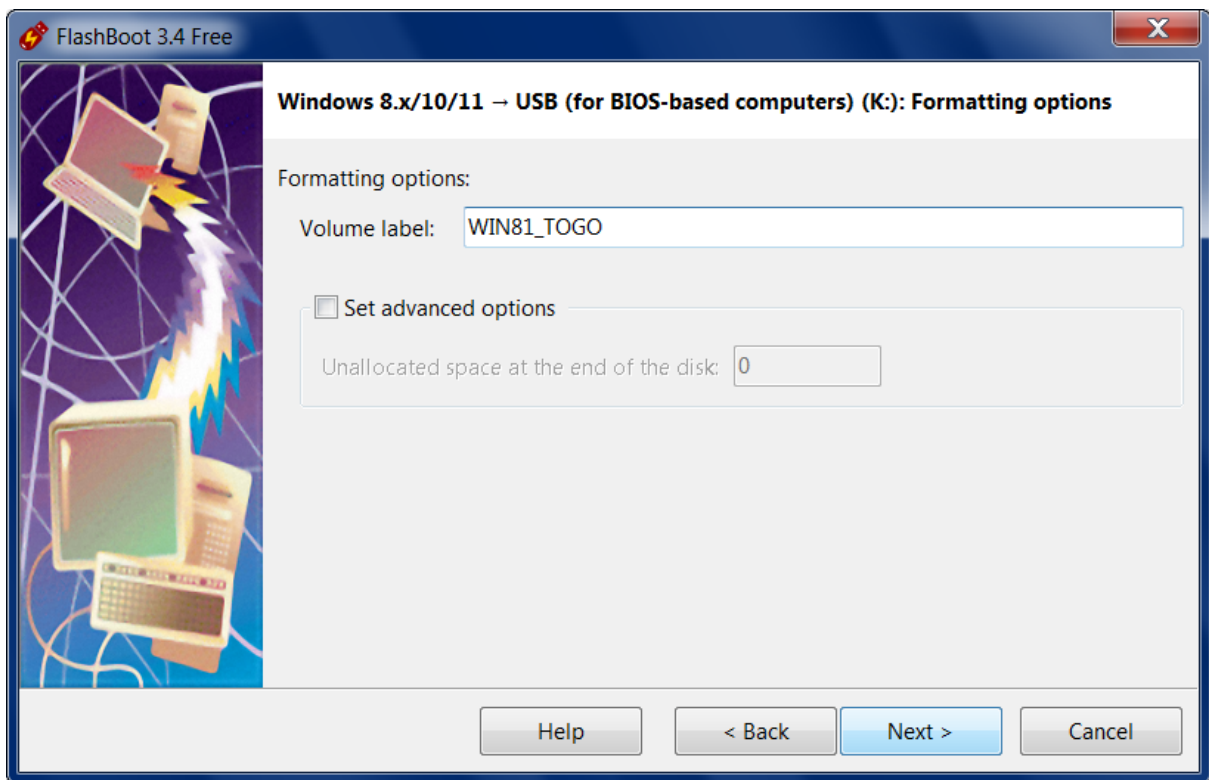 FlashBoot 3.4 Free
Windows 8.x/10/11 → USB (for BIOS-based computers) (K:): Formatting options
Formatting options:
Volume label: WIN81_TOGO
Set advanced options
Unallocated space at the end of the disk: 0
Help < Back Next > Cancel